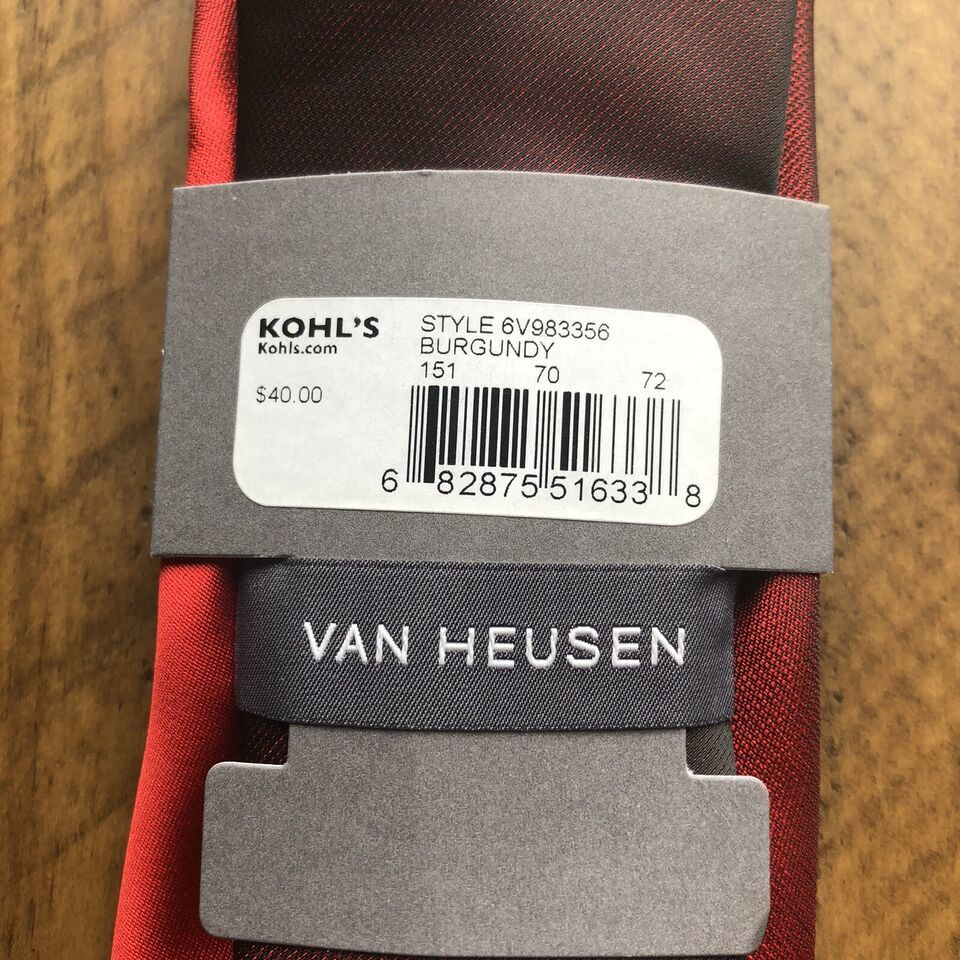 KOHL'S
Kohls.com
$40.00
STYLE 6V983356
BURGUNDY
151 70 72
6 82875 51633 8
VAN HEUSEN